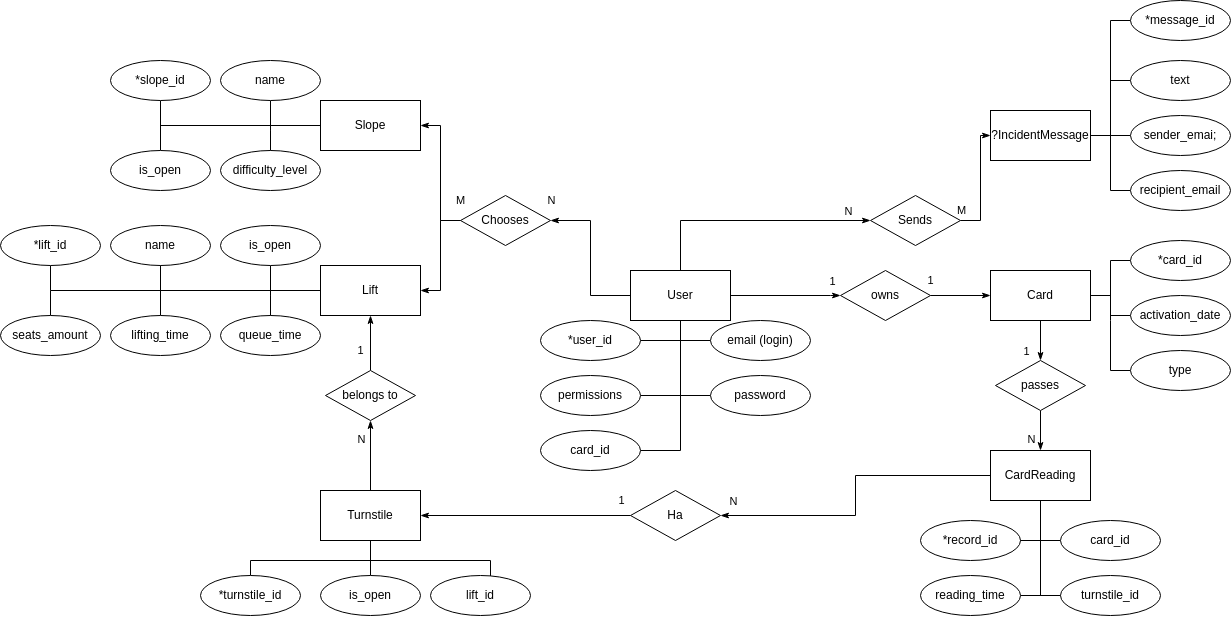 *message_id
*slope_id
name
text
Slope
?IncidentMessage
sender_emai;
is_open
difficulty_level
recipient_email
M
N
Chooses
N
Sends
M
*lift_id
name
is_open
*card_id
Lift
User
1
owns
1
Card
seats_amount
lifting_time
queue_time
*user_id
email (login)
activation_date
1
1
belongs to
permissions
password
passes
type
N
card_id
N
CardReading
1
Ha
N
Turnstile
*record_id
card_id
*turnstile_id
is_open
lift_id
reading_time
turnstile_id